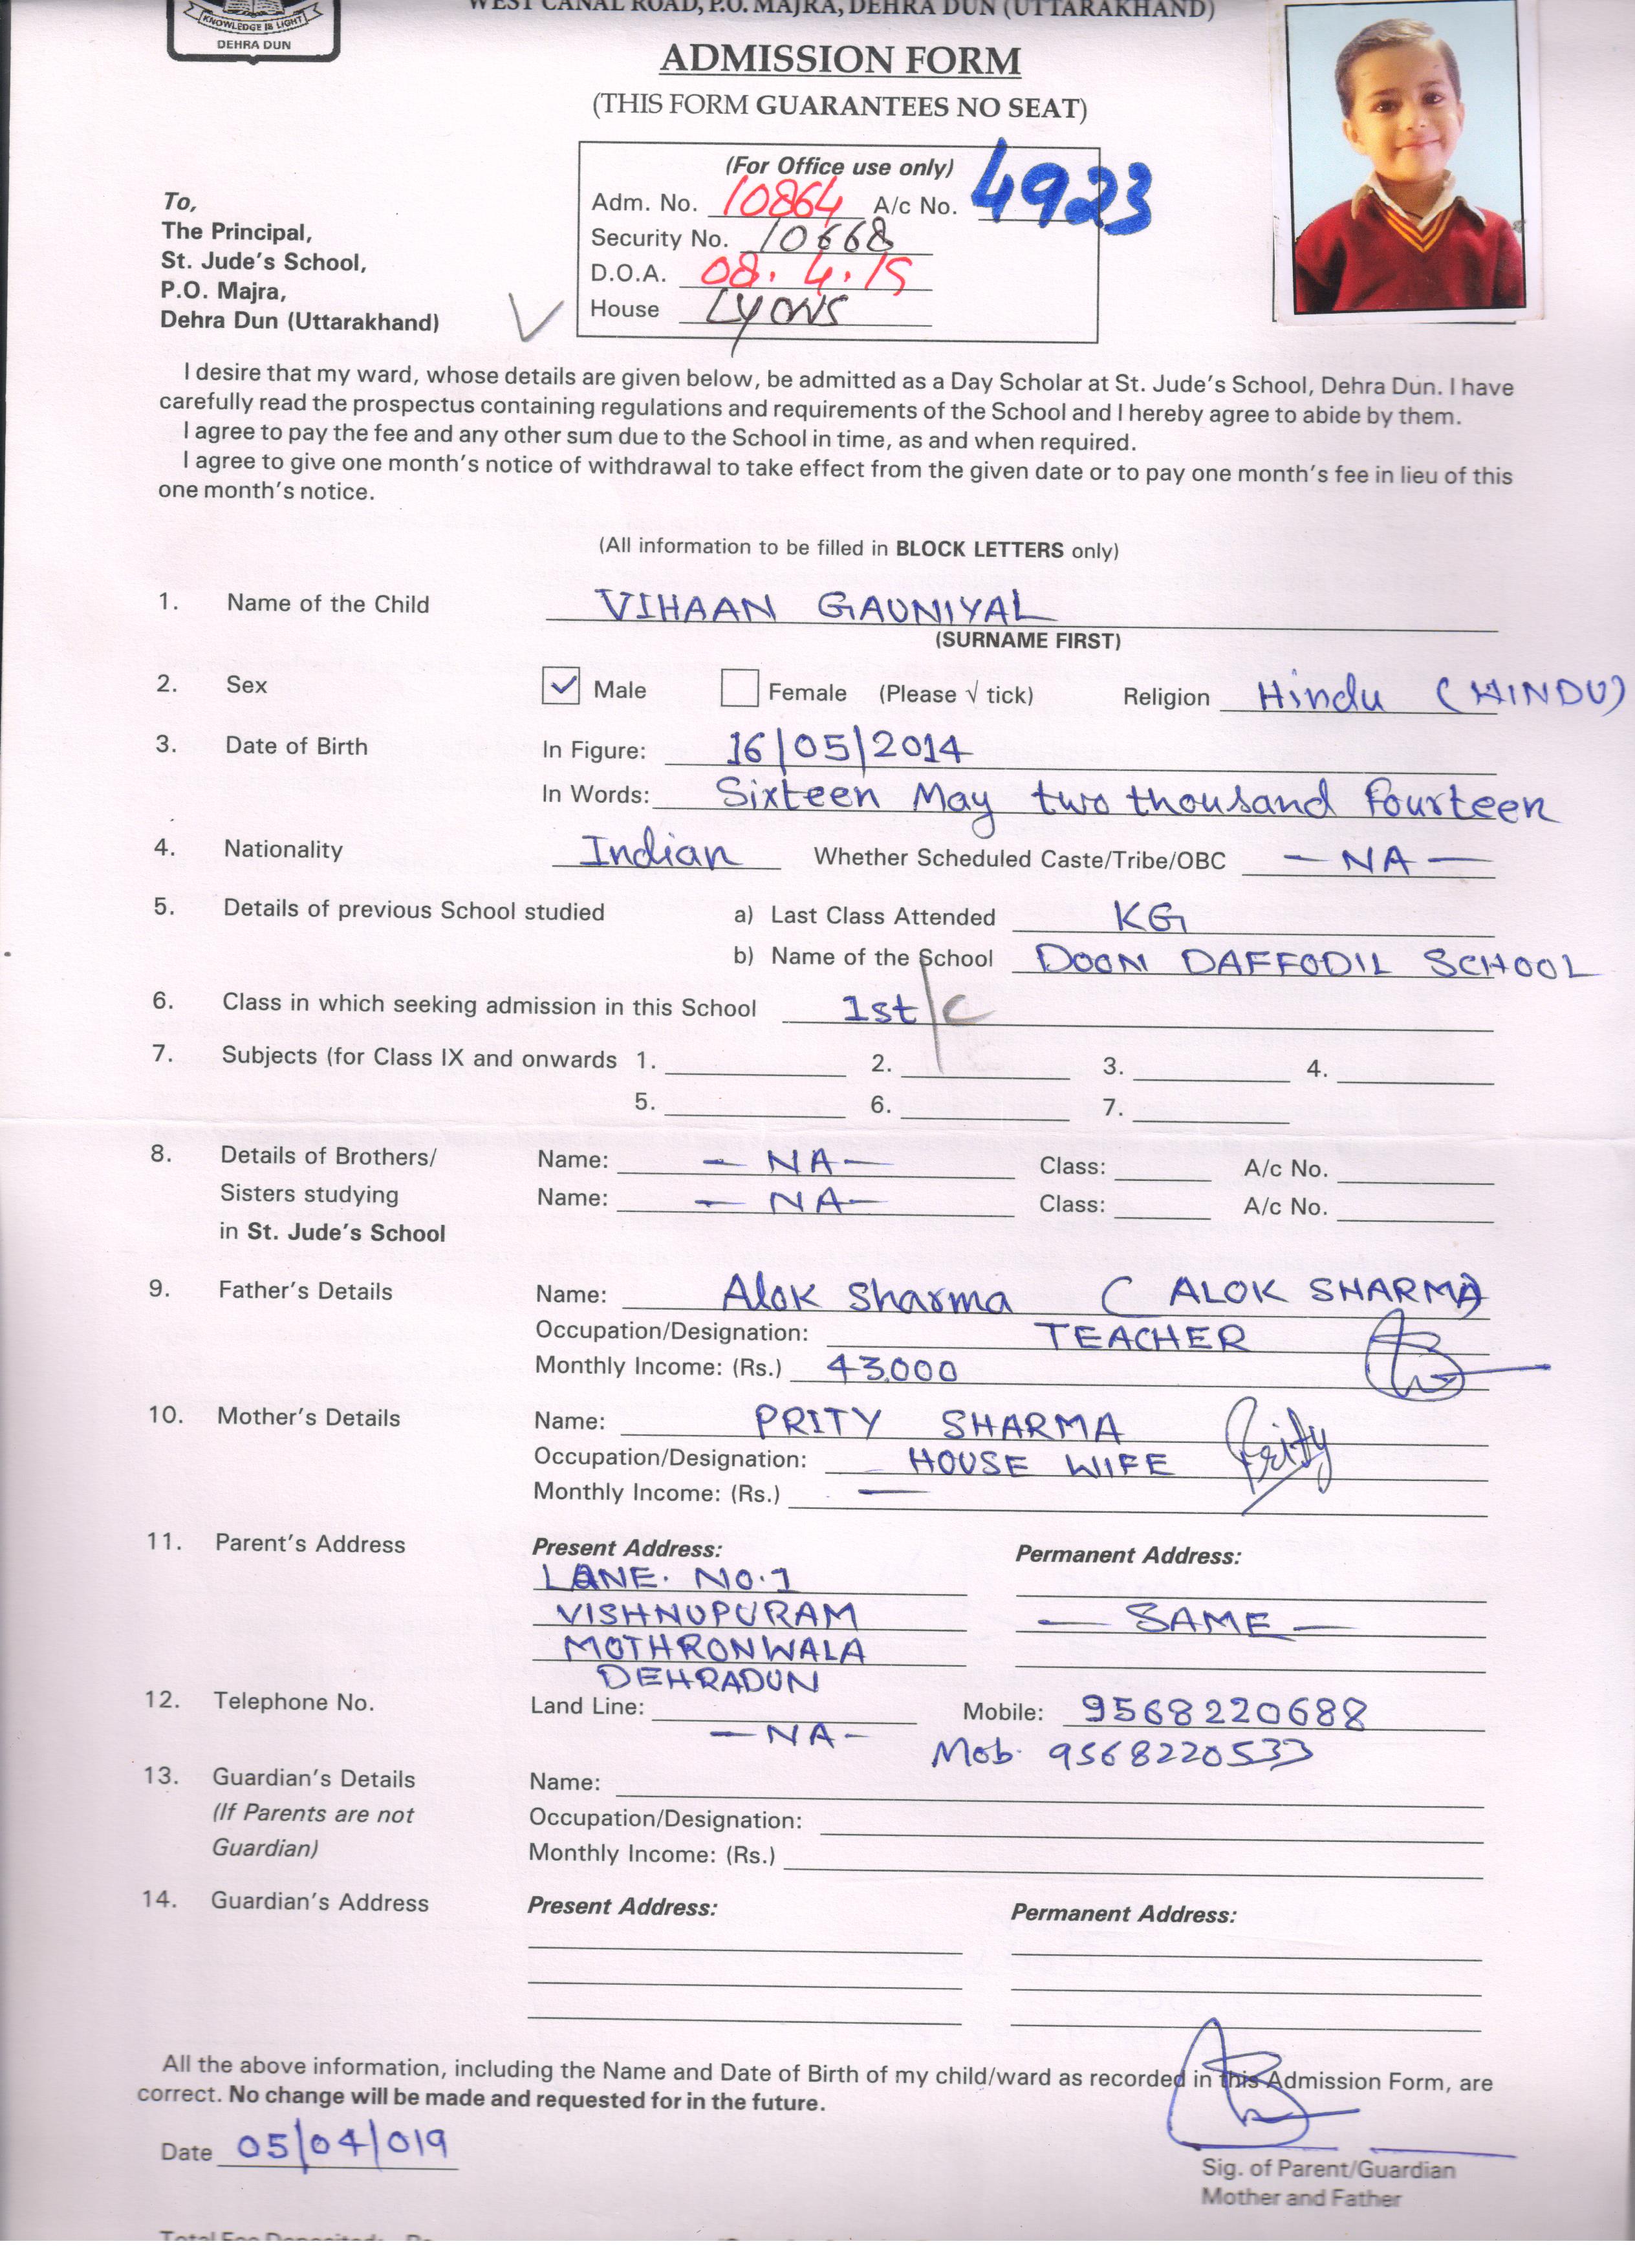 WEST CANAL ROAD, P.O. MAJRA, DEHRA DUN (UTTARAKHAND)
KNOWLEDGE IS LIGHT
DEHRA DUN
ADMISSION FORM
(THIS FORM GUARANTEES NO SEAT)
(For Office use only)
Adm. No. 10864 A/c No. 4923
Security No. 10668
D.O.A. 08.4.19
House Lyons
To,
The Principal,
St. Jude's School,
P.O. Majra,
Dehra Dun (Uttarakhand)
I desire that my ward, whose details are given below, be admitted as a Day Scholar at St. Jude's School, Dehra Dun. I have
carefully read the prospectus containing regulations and requirements of the School and I hereby agree to abide by them.
I agree to pay the fee and any other sum due to the School in time, as and when required.
I agree to give one month's notice of withdrawal to take effect from the given date or to pay one month's fee in lieu of this
one month's notice.
(All information to be filled in BLOCK LETTERS only)
1. Name of the Child VIHAAN GAUNIYAL
(SURNAME FIRST)
2. Sex ✓ Male Female (Please √ tick) Religion Hindu (HINDU)
3. Date of Birth In Figure: 16/05/2014
In Words: Sixteen May two thousand Fourteen
4. Nationality Indian Whether Scheduled Caste/Tribe/OBC — NA —
5. Details of previous School studied a) Last Class Attended KG
b) Name of the School DOON DAFFODIL SCHOOL
6. Class in which seeking admission in this School 1st/C
7. Subjects (for Class IX and onwards 1. 2. 3. 4.
5. 6. 7.
8. Details of Brothers/ Name: — NA — Class: A/c No.
Sisters studying Name: — NA — Class: A/c No.
in St. Jude's School
9. Father's Details Name: Alok Sharma (ALOK SHARMA)
Occupation/Designation: TEACHER
Monthly Income: (Rs.) 43000
10. Mother's Details Name: PRITY SHARMA Prity
Occupation/Designation: HOUSE WIFE
Monthly Income: (Rs.) —
11. Parent's Address Present Address: Permanent Address:
LANE. NO.1
VISHNUPURAM — SAME —
MOTHRONWALA
DEHRADUN
12. Telephone No. Land Line: Mobile: 9568220688
— NA — Mob. 9568220533
13. Guardian's Details Name:
(If Parents are not Occupation/Designation:
Guardian) Monthly Income: (Rs.)
14. Guardian's Address Present Address: Permanent Address:
All the above information, including the Name and Date of Birth of my child/ward as recorded in this Admission Form, are
correct. No change will be made and requested for in the future.
Date 05/04/019
Sig. of Parent/Guardian
Mother and Father
Total Fee Deposited: Rs.